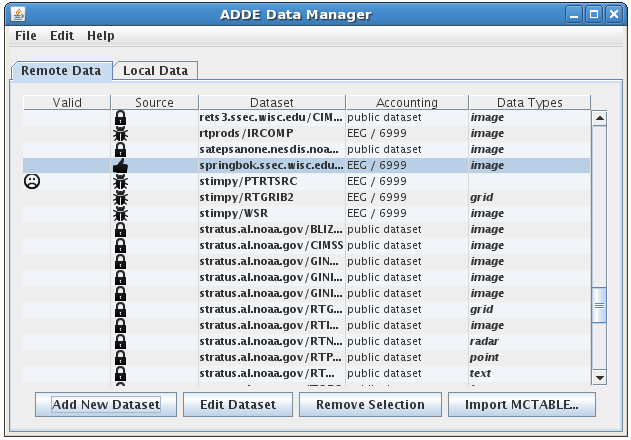 ADDE Data Manager
File Edit Help
Remote Data Local Data
Valid Source Dataset Accounting Data Types
rets3.ssec.wisc.edu/CIM... public dataset image
rtprods/IRCOMP EEG / 6999 image
satepsanone.nesdis.noa... public dataset image
springbok.ssec.wisc.edu... EEG / 6999 image
stimpy/PTRTSRC EEG / 6999
stimpy/RTGRIB2 EEG / 6999 grid
stimpy/WSR EEG / 6999 image
stratus.al.noaa.gov/BLIZ... public dataset image
stratus.al.noaa.gov/CIMSS public dataset image
stratus.al.noaa.gov/GIN... public dataset image
stratus.al.noaa.gov/GINI... public dataset image
stratus.al.noaa.gov/GINI... public dataset image
stratus.al.noaa.gov/RTG... public dataset grid
stratus.al.noaa.gov/RTI... public dataset image
stratus.al.noaa.gov/RTN... public dataset radar
stratus.al.noaa.gov/RTP... public dataset point
stratus.al.noaa.gov/RT... public dataset text
Add New Dataset Edit Dataset Remove Selection Import MCTABLE...